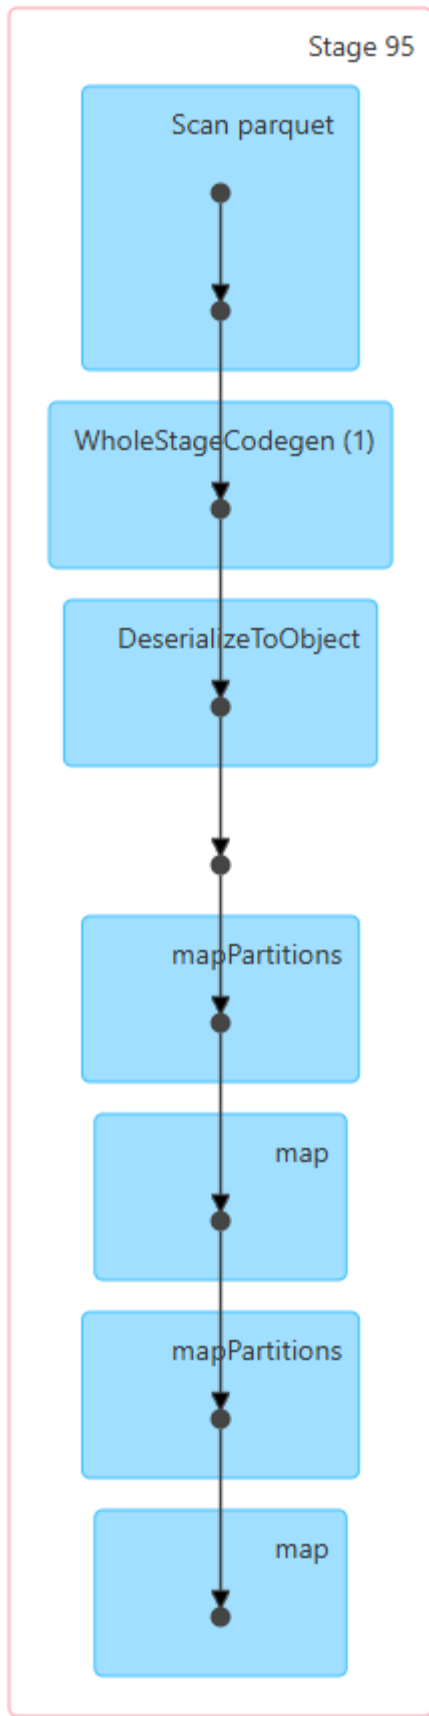 Stage 95
Scan parquet
WholeStageCodegen (1)
DeserializeToObject
mapPartitions
map
mapPartitions
map